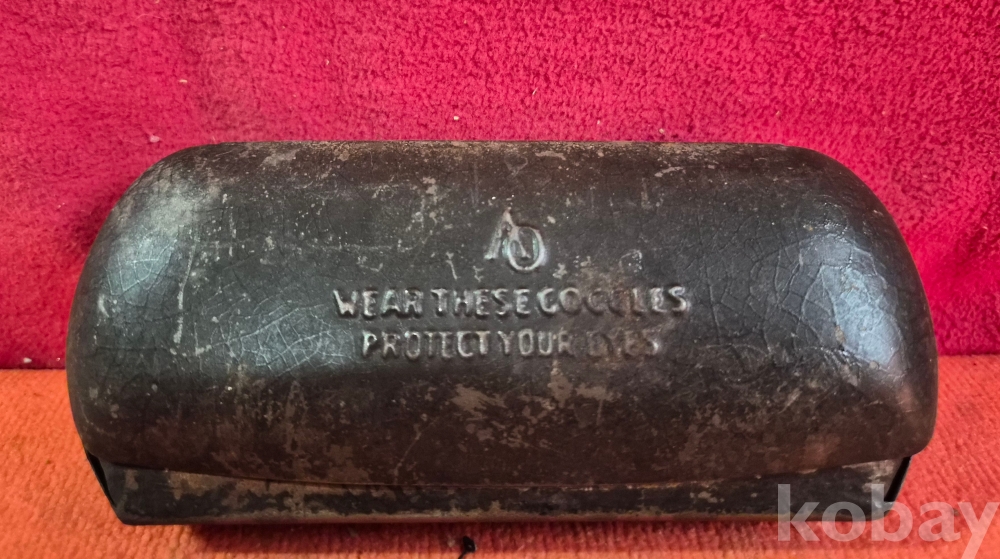 AO
WEAR THESE GOGGLES
PROTECT YOUR EYES
kobay